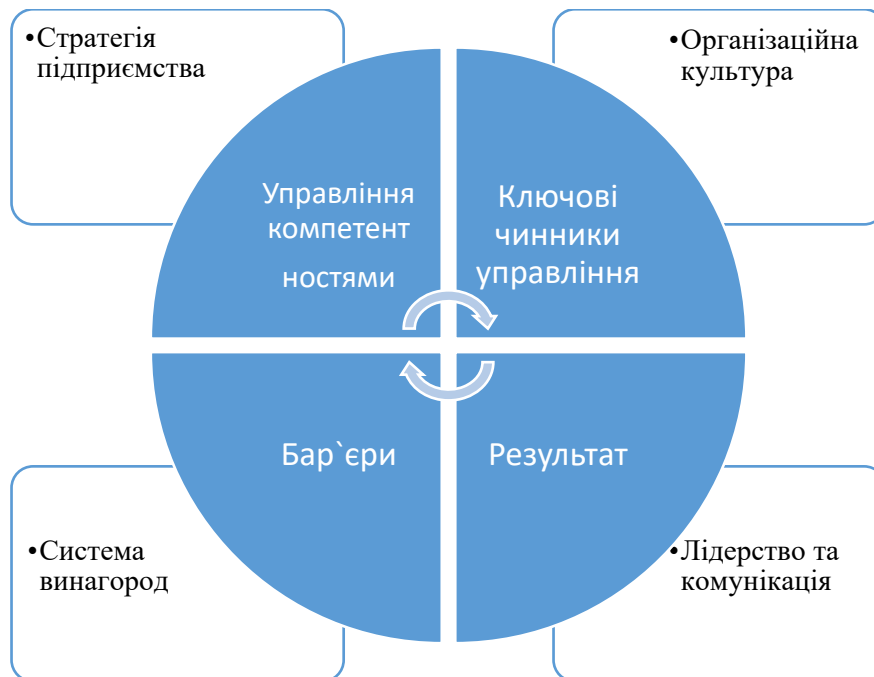 •Стратегія
підприємства
•Організаційна
культура
Управління
компетент
ностями
Ключові
чинники
управління
Бар`єри
Результат
•Система
винагород
•Лідерство та
комунікація